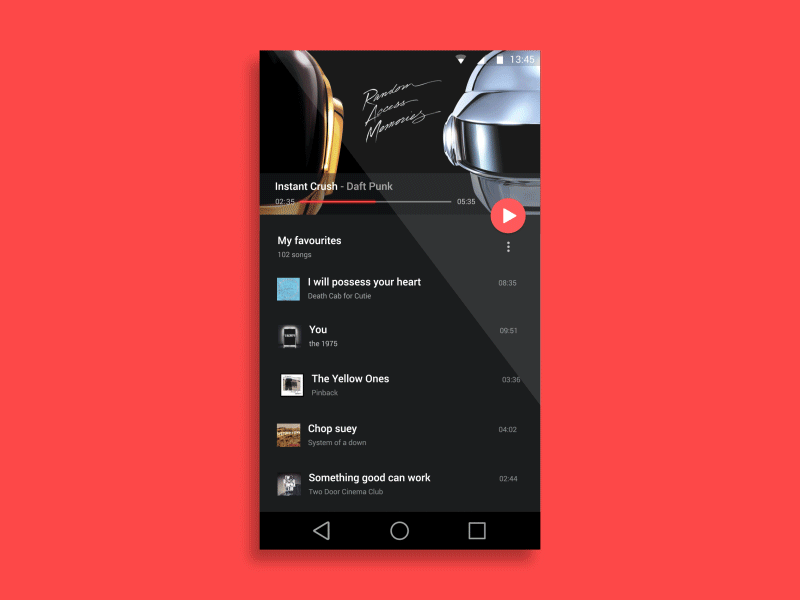 13:45
Random
Access
Memories
Instant Crush - Daft Punk
02:35 05:35
My favourites
102 songs
I will possess your heart 08:35
Death Cab for Cutie
You 09:51
the 1975
The Yellow Ones 03:36
Pinback
Chop suey 04:02
System of a down
Something good can work 02:44
Two Door Cinema Club